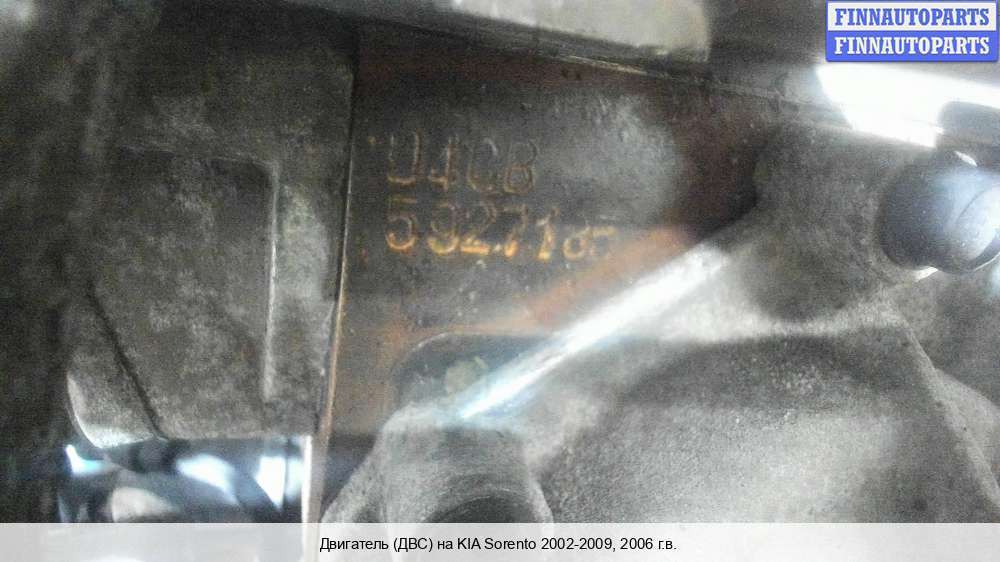 FINNAUTOPARTS
FINNAUTOPARTS
D4CB
Двигатель (ДВС) на KIA Sorento 2002-2009, 2006 г.в.